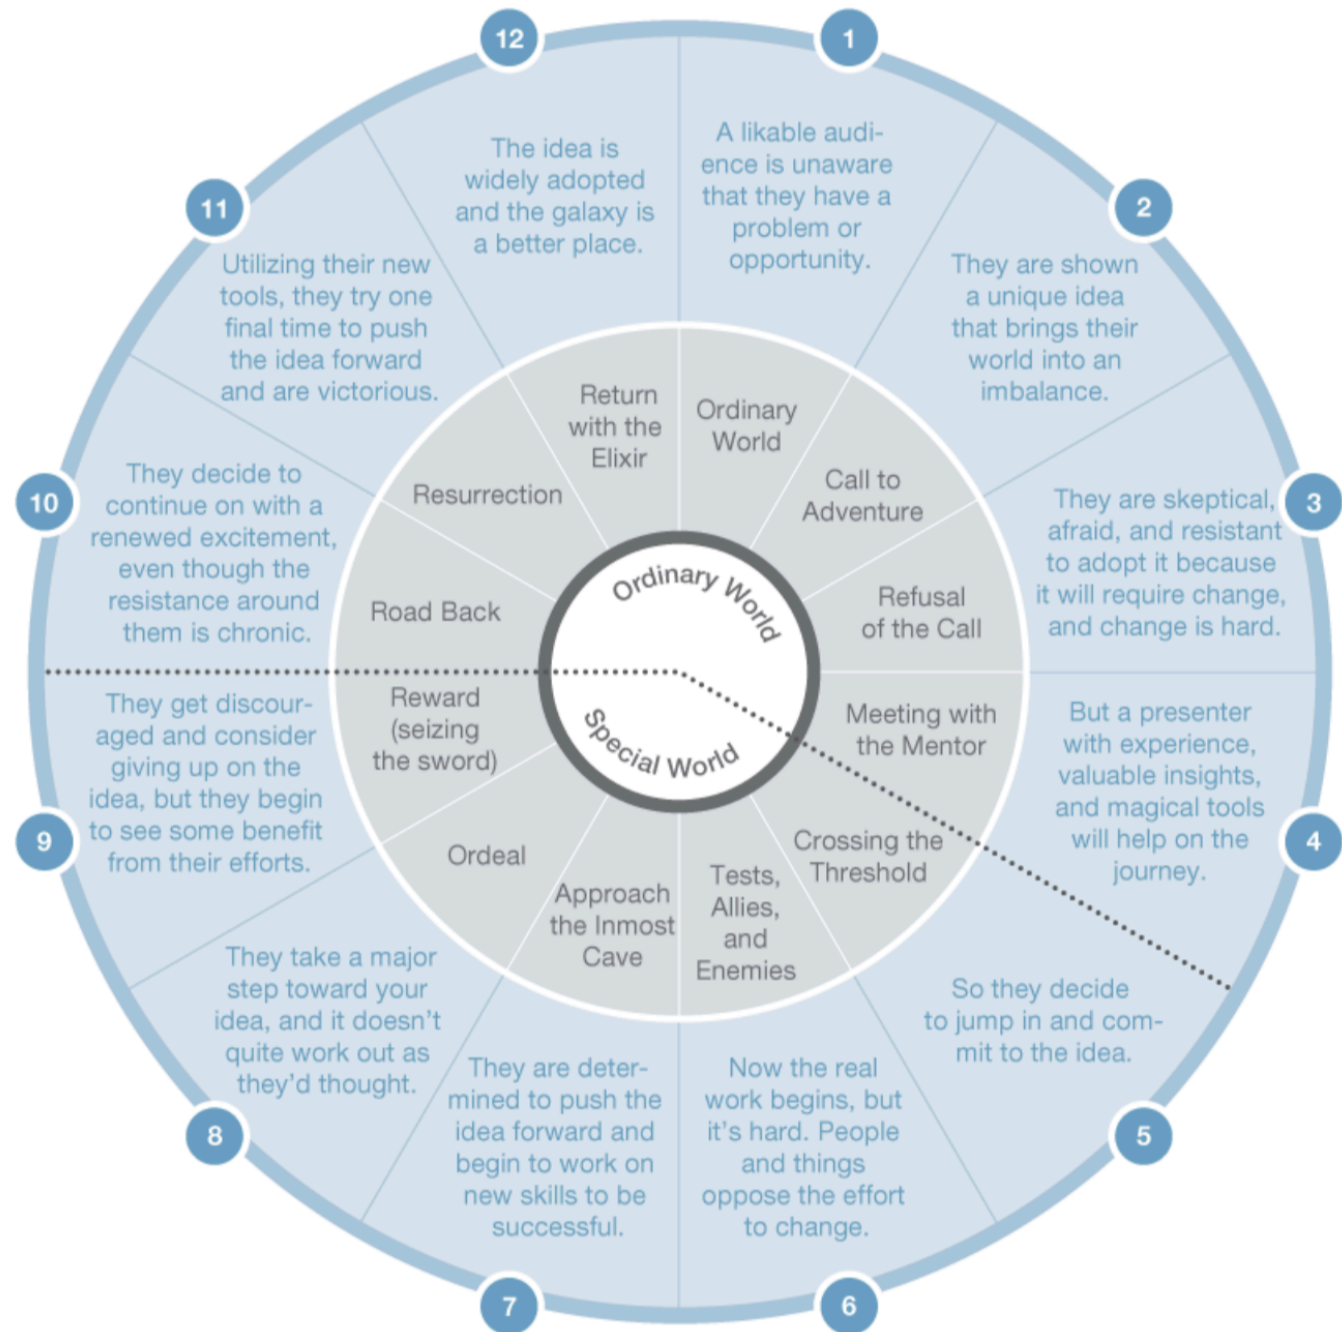 1
A likable audi-
ence is unaware
that they have a
problem or
opportunity.
Ordinary
World
2
They are shown
a unique idea
that brings their
world into an
imbalance.
Call to
Adventure
3
They are skeptical,
afraid, and resistant
to adopt it because
it will require change,
and change is hard.
Refusal
of the Call
4
But a presenter
with experience,
valuable insights,
and magical tools
will help on the
journey.
Meeting with
the Mentor
5
So they decide
to jump in and com-
mit to the idea.
Crossing the
Threshold
6
Now the real
work begins, but
it's hard. People
and things
oppose the effort
to change.
Tests,
Allies,
and
Enemies
7
They are deter-
mined to push the
idea forward and
begin to work on
new skills to be
successful.
Approach
the Inmost
Cave
8
They take a major
step toward your
idea, and it doesn't
quite work out as
they'd thought.
Ordeal
9
They get discour-
aged and consider
giving up on the
idea, but they begin
to see some benefit
from their efforts.
Reward
(seizing
the sword)
10
They decide to
continue on with a
renewed excitement,
even though the
resistance around
them is chronic.
Road Back
11
Utilizing their new
tools, they try one
final time to push
the idea forward
and are victorious.
Resurrection
12
The idea is
widely adopted
and the galaxy is
a better place.
Return
with the
Elixir
Ordinary World
Special World